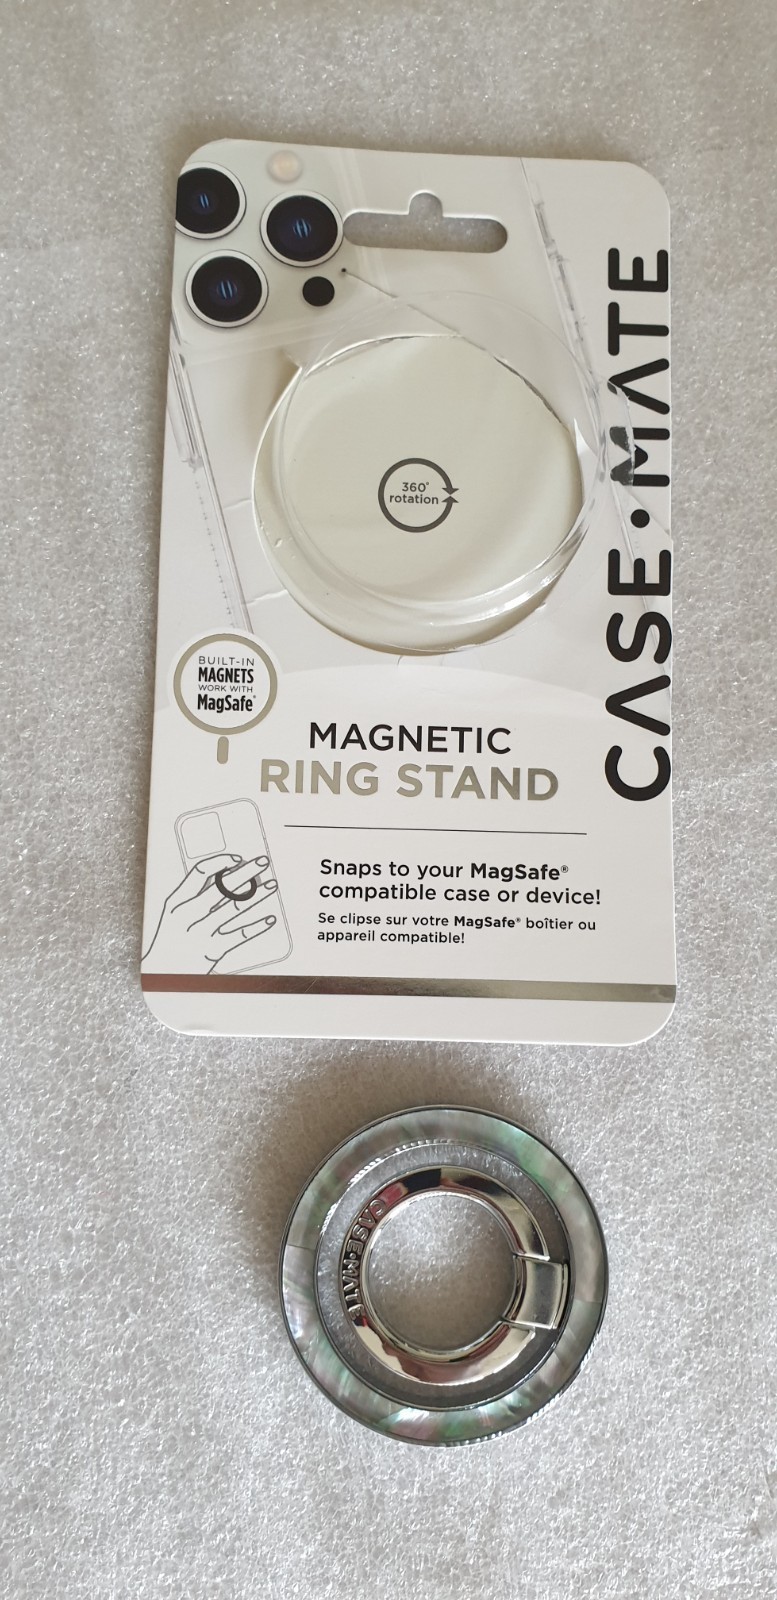 CASE·MATE
360°
rotation
BUILT-IN
MAGNETS
WORK WITH
MagSafe®
MAGNETIC
RING STAND
Snaps to your MagSafe®
compatible case or device!
Se clipse sur votre MagSafe® boîtier ou
appareil compatible!
CASE·MATE